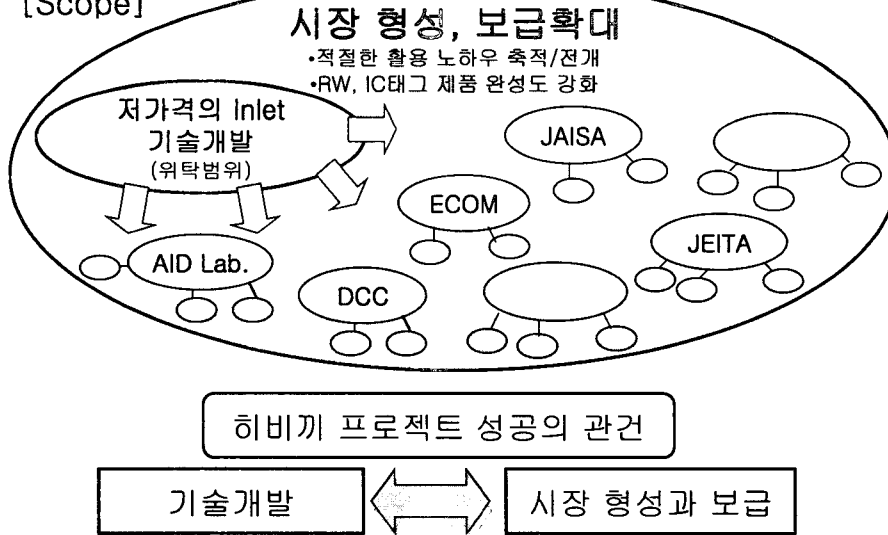 [Scope]
시장 형성, 보급확대
•적절한 활용 노하우 축적/전개
•RW, IC태그 제품 완성도 강화
저가격의 Inlet
기술개발
(위탁범위)
JAISA
ECOM
JEITA
AID Lab.
DCC
히비끼 프로젝트 성공의 관건
기술개발
시장 형성과 보급